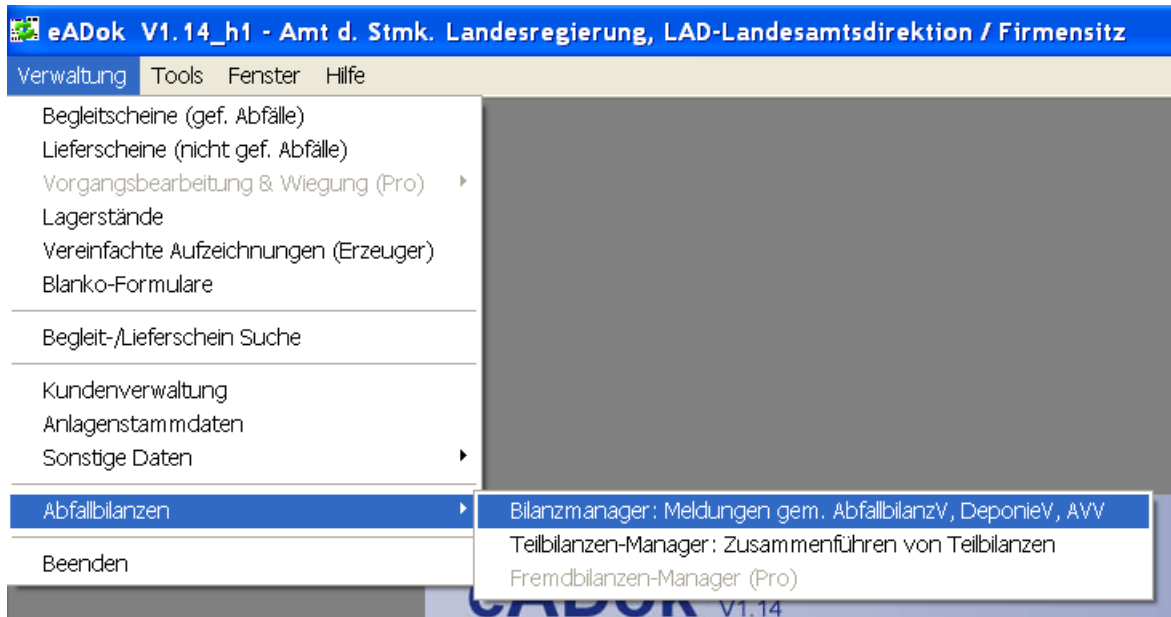 eADok V1.14_h1 - Amt d. Stmk. Landesregierung, LAD-Landesamtsdirektion / Firmensitz
Verwaltung Tools Fenster Hilfe
Begleitscheine (gef. Abfälle)
Lieferscheine (nicht gef. Abfälle)
Vorgangsbearbeitung & Wiegung (Pro)
Lagerstände
Vereinfachte Aufzeichnungen (Erzeuger)
Blanko-Formulare
Begleit-/Lieferschein Suche
Kundenverwaltung
Anlagenstammdaten
Sonstige Daten
Abfallbilanzen
Bilanzmanager: Meldungen gem. AbfallbilanzV, DeponieV, AVV
Teilbilanzen-Manager: Zusammenführen von Teilbilanzen
Fremdbilanzen-Manager (Pro)
Beenden
eADok V1.14